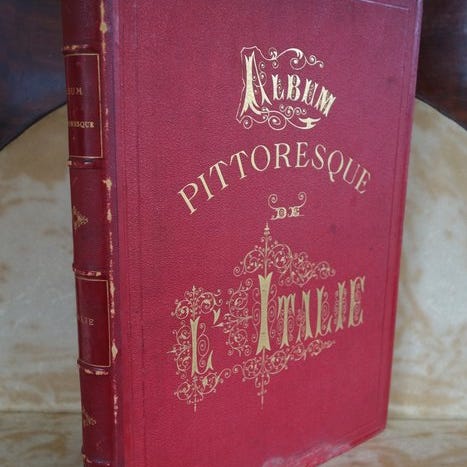 ALBUM
PITTORESQUE
DE
L'ITALIE